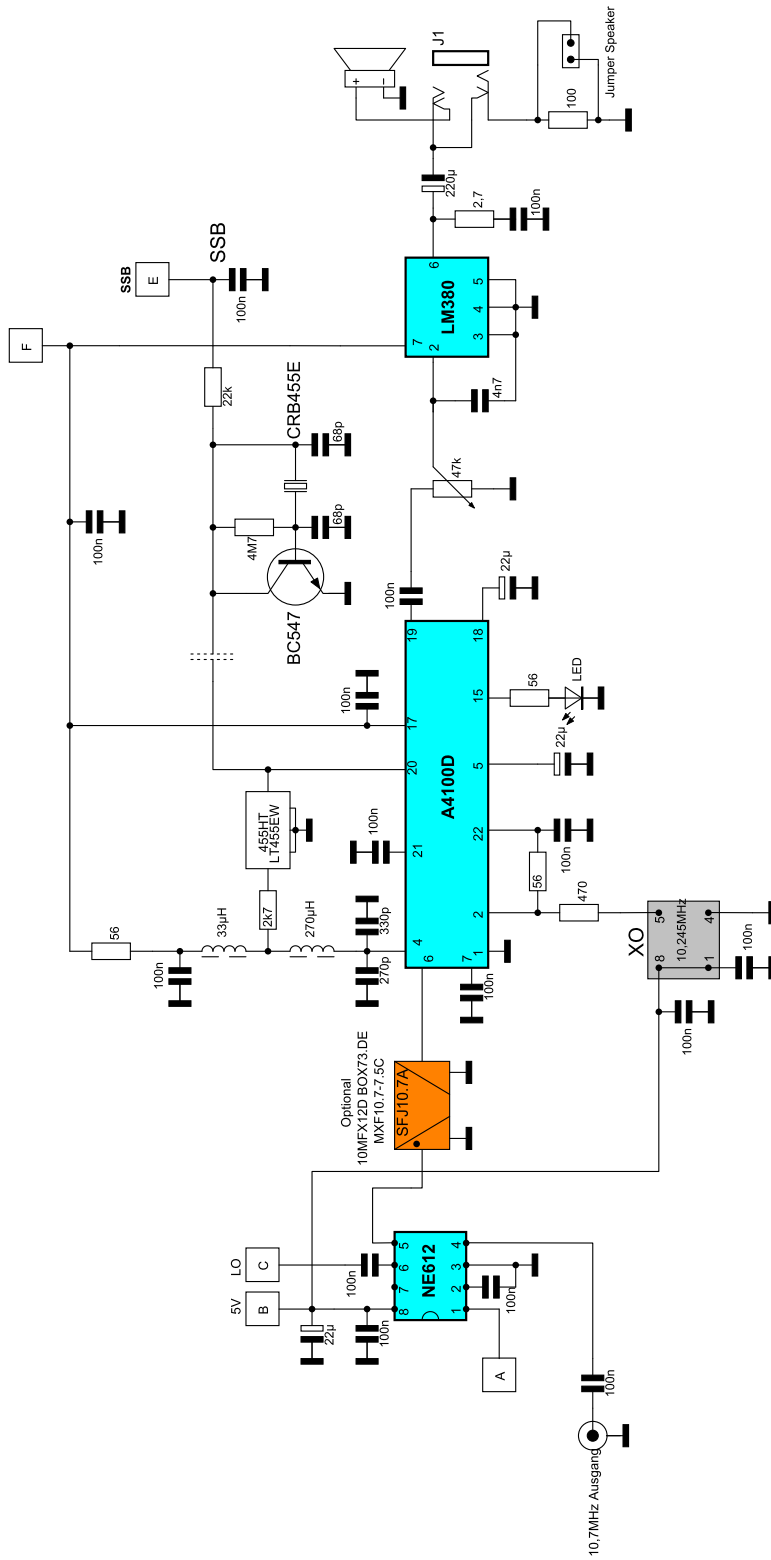 J1
+
−
100
Jumper Speaker
220µ
2,7
100n
SSB
E
SSB
100n
F
22k
CRB455E
68p
68p
4M7
BC547
100n
LM380
7
2
6
3
4
5
4n7
47k
100n
19
18
22µ
15
56
LED
17
100n
20
5
22µ
A4100D
455HT
LT455EW
100n
21
22
100n
56
2k7
33µH
270µH
56
100n
330p
270p
4
6
2
1
7
100n
470
XO
10,245MHz
5
4
8
1
100n
100n
Optional
10MFX12D BOX73.DE
MXF10.7-7.5C
SFJ10.7A
LO
C
5V
B
100n
22µ
100n
NE612
5
6
7
8
4
3
2
1
100n
A
100n
10,7MHz Ausgang